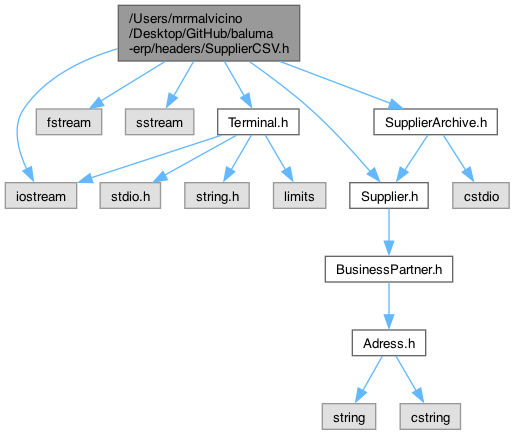 /Users/mrmalvicino
/Desktop/GitHub/baluma
-erp/headers/SupplierCSV.h
fstream
sstream
Terminal.h
SupplierArchive.h
iostream
stdio.h
string.h
limits
Supplier.h
cstdio
BusinessPartner.h
Adress.h
string
cstring